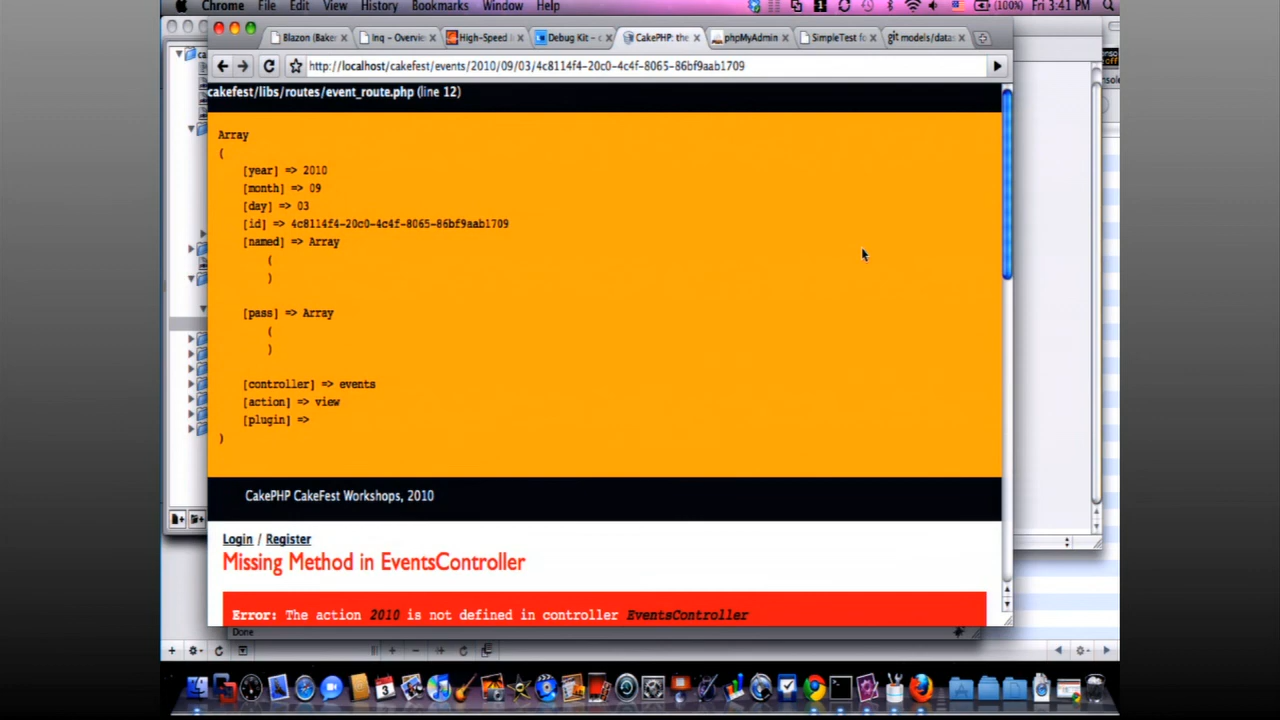 Chrome File Edit View History Bookmarks Window Help (100%) Fri 3:41 PM
Blazon (Bake Inq - Overvie High-Speed Debug Kit - c CakePHP: the phpMyAdmin SimpleTest fo git models/datas
http://localhost/cakefest/events/2010/09/03/4c8114f4-20c0-4c4f-8065-86bf9aab1709
cakefest/libs/routes/event_route.php (line 12)
Array
(
[year] => 2010
[month] => 09
[day] => 03
[id] => 4c8114f4-20c0-4c4f-8065-86bf9aab1709
[named] => Array
(
)
[pass] => Array
(
)
[controller] => events
[action] => view
[plugin] =>
)
CakePHP CakeFest Workshops, 2010
Login / Register
Missing Method in EventsController
Error: The action 2010 is not defined in controller EventsController
Done